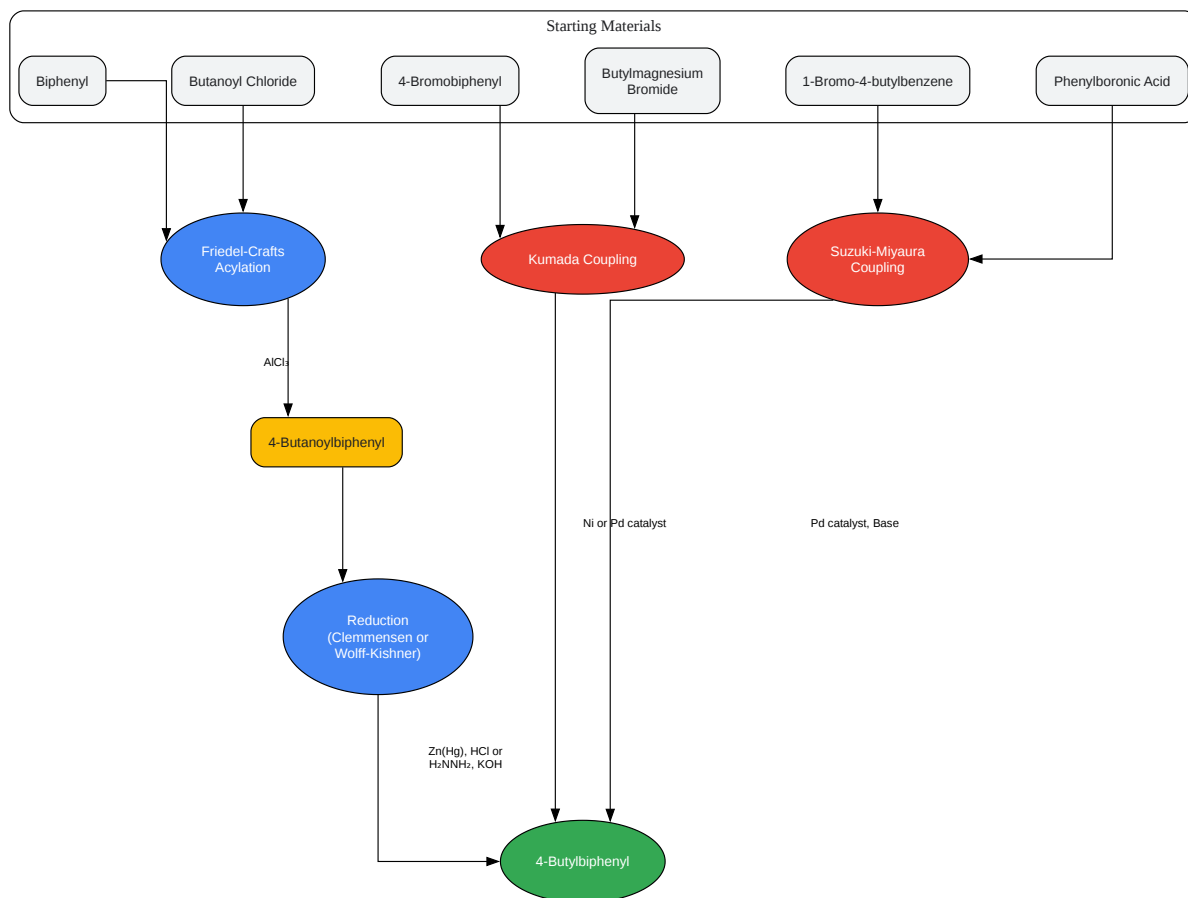 Starting Materials
Biphenyl
Butanoyl Chloride
4-Bromobiphenyl
Butylmagnesium
Bromide
1-Bromo-4-butylbenzene
Phenylboronic Acid
Friedel-Crafts
Acylation
Kumada Coupling
Suzuki-Miyaura
Coupling
AlCl₃
4-Butanoylbiphenyl
Ni or Pd catalyst
Pd catalyst, Base
Reduction
(Clemmensen or
Wolff-Kishner)
Zn(Hg), HCl or
H₂NNH₂, KOH
4-Butylbiphenyl